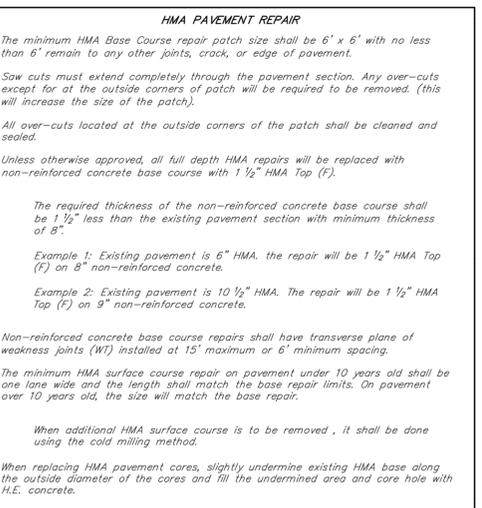 HMA PAVEMENT REPAIR
The minimum HMA Base Course repair patch size shall be 6' x 6' with no less
than 6' remain to any other joints, crack, or edge of pavement.
Saw cuts must extend completely through the pavement section. Any over-cuts
except for at the outside corners of patch will be required to be removed. (this
will increase the size of the patch).
All over-cuts located at the outside corners of the patch shall be cleaned and
sealed.
Unless otherwise approved, all full depth HMA repairs will be replaced with
non-reinforced concrete base course with 1 1/2" HMA Top (F).
The required thickness of the non-reinforced concrete base course shall
be 1 1/2" less than the existing pavement section with minimum thickness
of 8".
Example 1: Existing pavement is 6" HMA. the repair will be 1 1/2" HMA Top
(F) on 8" non-reinforced concrete.
Example 2: Existing pavement is 10 1/2" HMA. The repair will be 1 1/2" HMA
Top (F) on 9" non-reinforced concrete.
Non-reinforced concrete base course repairs shall have transverse plane of
weakness joints (WT) installed at 15' maximum or 6' minimum spacing.
The minimum HMA surface course repair on pavement under 10 years old shall be
one lane wide and the length shall match the base repair limits. On pavement
over 10 years old, the size will match the base repair.
When additional HMA surface course is to be removed , it shall be done
using the cold milling method.
When replacing HMA pavement cores, slightly undermine existing HMA base along
the outside diameter of the cores and fill the undermined area and core hole with
H.E. concrete.